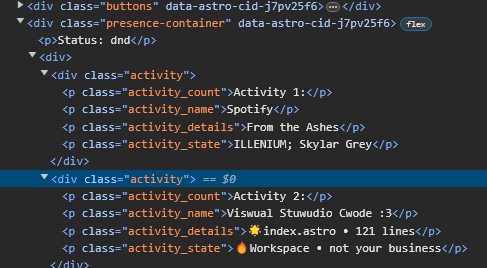 ▶<div class="buttons" data-astro-cid-j7pv25f6>…</div>
▼<div class="presence-container" data-astro-cid-j7pv25f6> flex
<p>Status: dnd</p>
▼<div>
▼<div class="activity">
<p class="activity_count">Activity 1:</p>
<p class="activity_name">Spotify</p>
<p class="activity_details">From the Ashes</p>
<p class="activity_state">ILLENIUM; Skylar Grey</p>
</div>
▼<div class="activity"> == $0
<p class="activity_count">Activity 2:</p>
<p class="activity_name">Viswual Stuwudio Cwode :3</p>
<p class="activity_details">🌟index.astro • 121 lines</p>
<p class="activity_state">🔥Workspace • not your business</p>
</div>